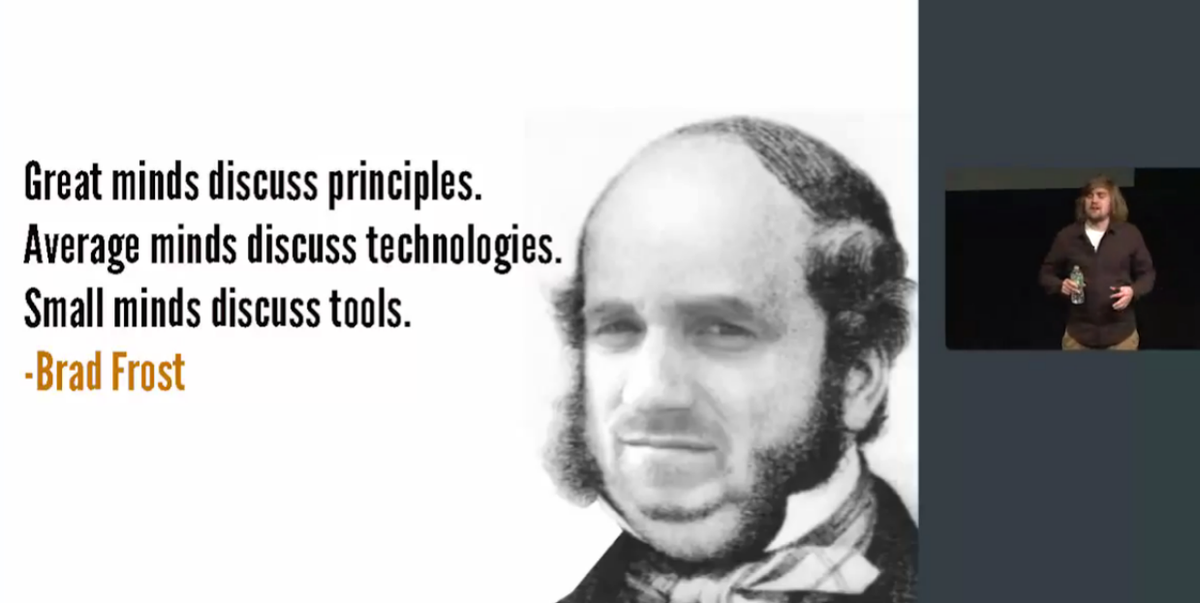 Great minds discuss principles.
Average minds discuss technologies.
Small minds discuss tools.
-Brad Frost